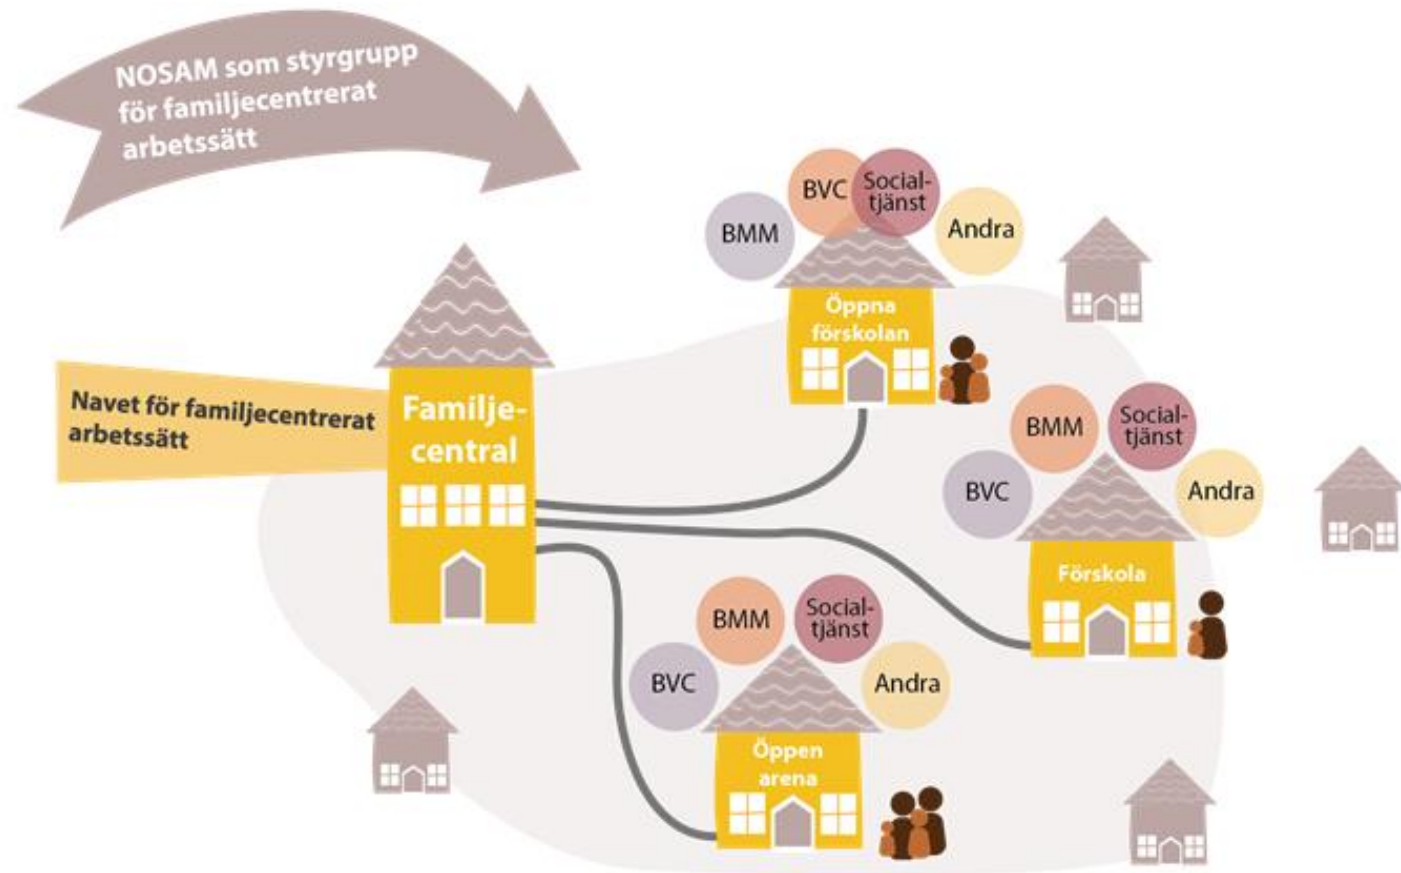 NOSAM som styrgrupp
för familjecentrerat
arbetssätt
Navet för familjecentrerat
arbetssätt
Familje-
central
BMM
BVC
Social-
tjänst
Andra
Öppna
förskolan
BVC
BMM
Social-
tjänst
Andra
Förskola
BVC
BMM
Social-
tjänst
Andra
Öppen
arena